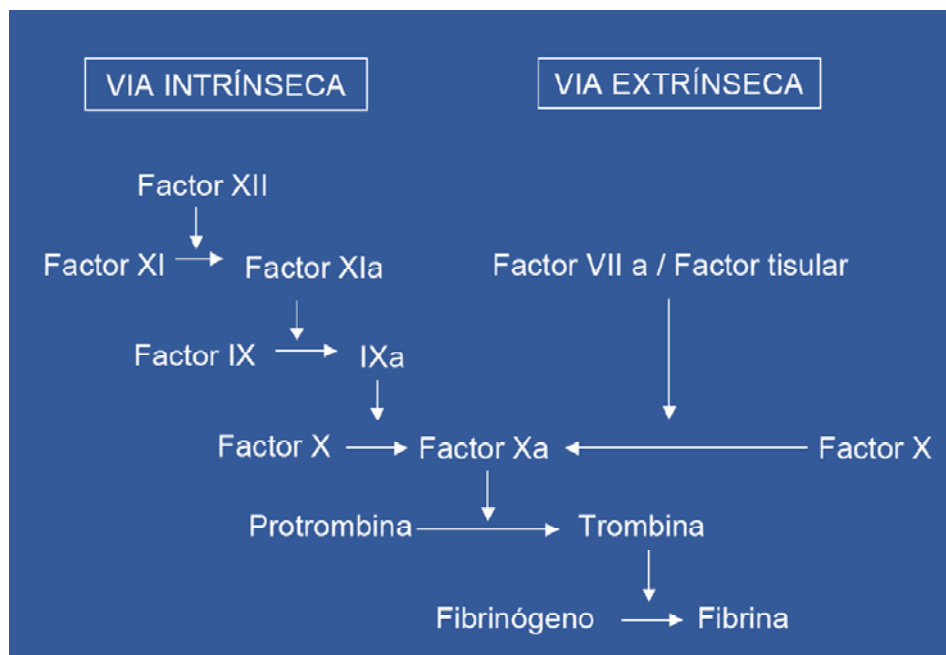 VIA INTRÍNSECA
VIA EXTRÍNSECA
Factor XII
Factor XI
Factor XIa
Factor VII a / Factor tisular
Factor IX
IXa
Factor X
Factor Xa
Factor X
Protrombina
Trombina
Fibrinógeno
Fibrina